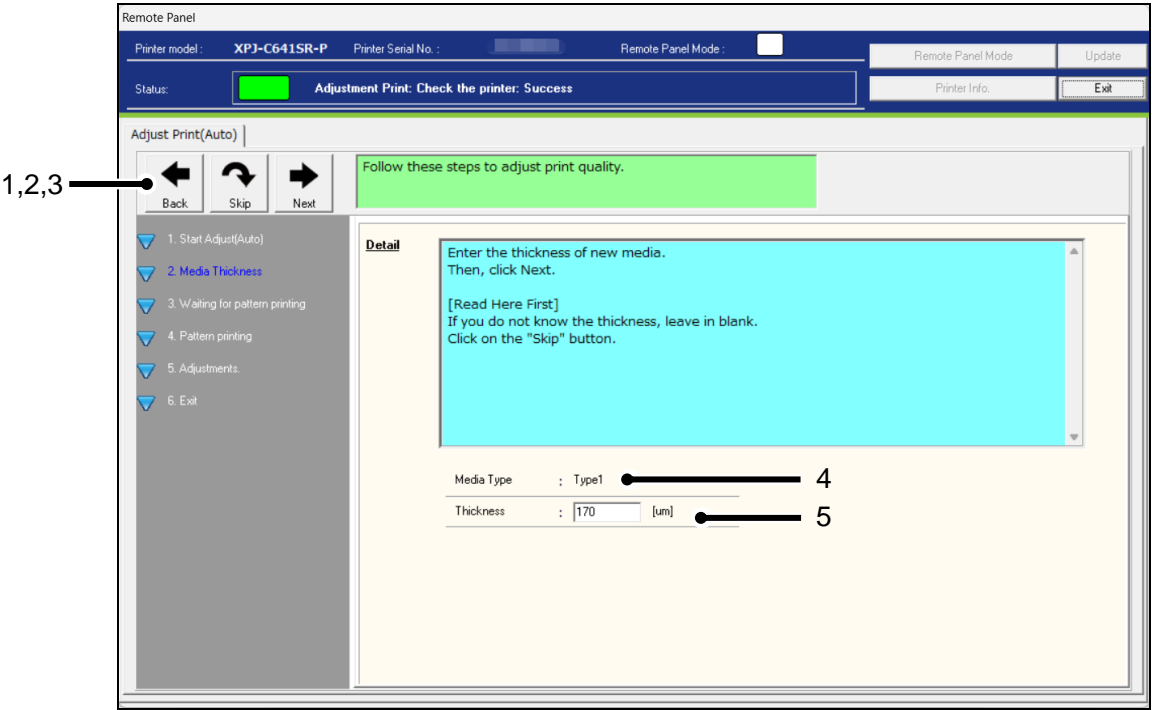 Remote Panel
Printer model : XPJ-C641SR-P Printer Serial No. : Remote Panel Mode : Remote Panel Mode Update
Status: Adjustment Print: Check the printer: Success Printer Info. Exit
Adjust Print(Auto)
1,2,3
Back Skip Next
Follow these steps to adjust print quality.
1. Start Adjust(Auto)
2. Media Thickness
3. Waiting for pattern printing
4. Pattern printing
5. Adjustments.
6. Exit
Detail
Enter the thickness of new media.
Then, click Next.
[Read Here First]
If you do not know the thickness, leave in blank.
Click on the "Skip" button.
Media Type : Type1 4
Thickness : 170 [um] 5